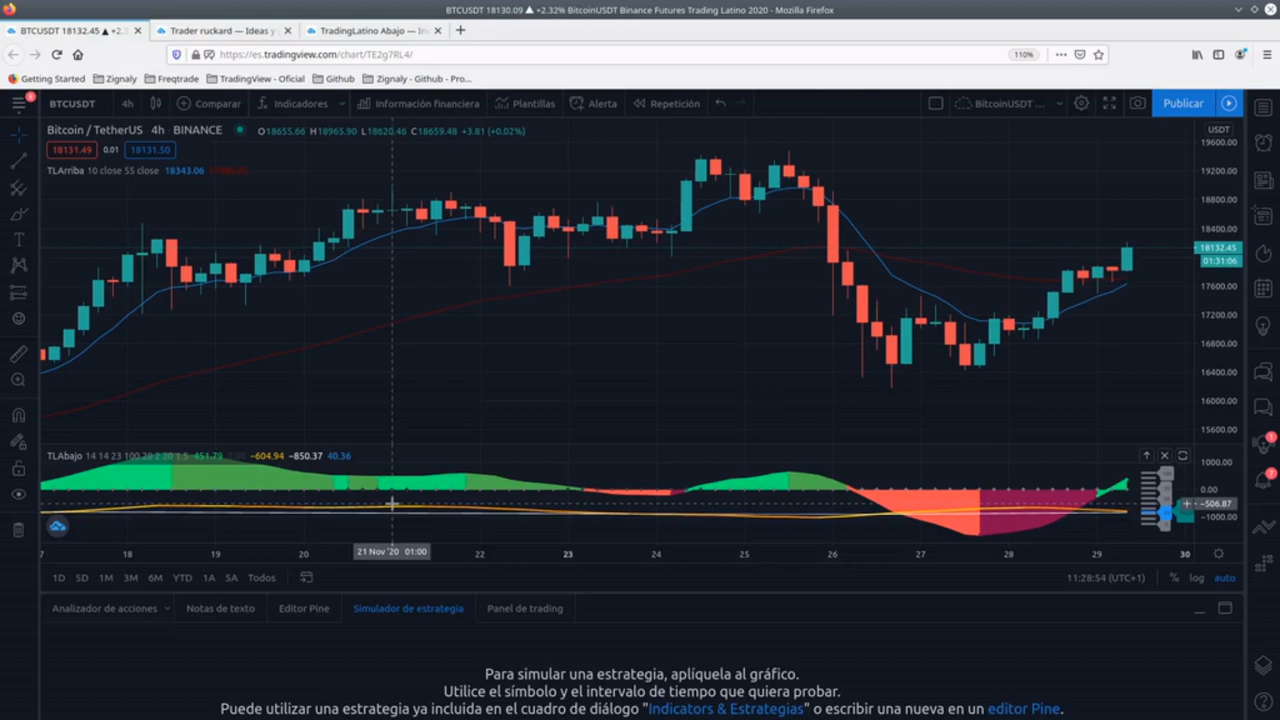 BTCUSDT 18130.09 ▲ +2.32% BitcoinUSDT Binance Futures Trading Latino 2020 - Mozilla Firefox
BTCUSDT 18132.45 ▲ +2.3
Trader ruckard — Ideas y
TradingLatino Abajo — In
https://es.tradingview.com/chart/TE2g7RL4/
110%
Getting Started
Zignaly
Freqtrade
TradingView - Oficial
Github
Zignaly - Github - Pro...
8
BTCUSDT
4h
Comparar
Indicadores
Información financiera
Plantillas
Alerta
Repetición
BitcoinUSDT ...
Publicar
Bitcoin / TetherUS 4h BINANCE
O18655.66 H18965.90 L18620.46 C18659.48 +3.81 (+0.02%)
18131.49
0.01
18131.50
TLArriba 10 close 55 close 18343.06
USDT
19600.00
19200.00
18800.00
18400.00
18132.45
01:31:06
17600.00
17200.00
16800.00
16400.00
16000.00
15600.00
TLAbajo 14 14 23 100 20 2 20 1.5 451.79 0.00 −604.94 −850.37 40.36
1000.00
0.00
−506.87
−1000.00
1
7
7
18
19
20
21 Nov '20 01:00
22
23
24
25
26
27
28
29
30
1D
5D
1M
3M
6M
YTD
1A
5A
Todos
11:28:54 (UTC+1)
%
log
auto
Analizador de acciones
Notas de texto
Editor Pine
Simulador de estrategia
Panel de trading
Para simular una estrategia, aplíquela al gráfico.
Utilice el símbolo y el intervalo de tiempo que quiera probar.
Puede utilizar una estrategia ya incluida en el cuadro de diálogo "Indicators & Estrategias" o escribir una nueva en un editor Pine.